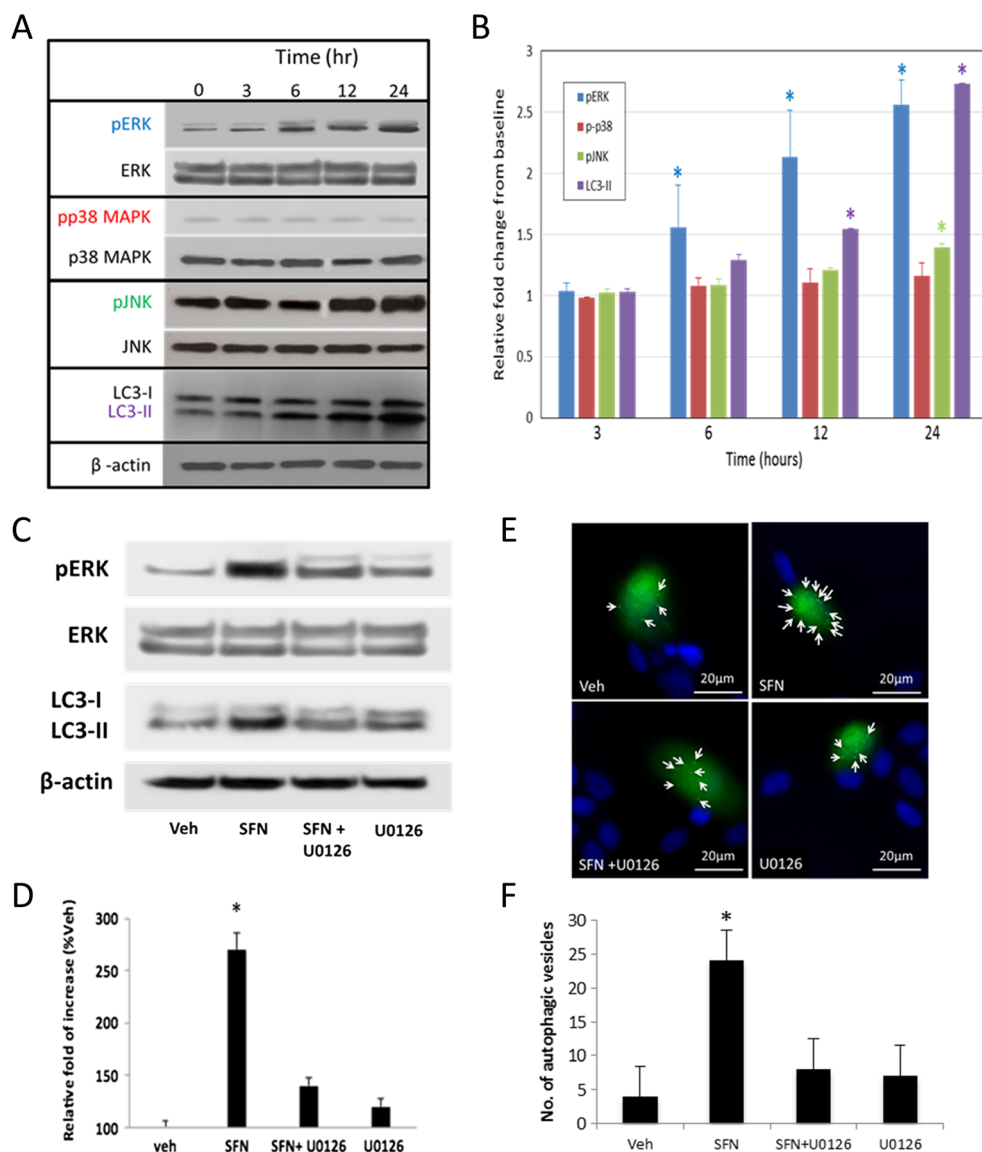 A
Time (hr)
0 3 6 12 24
pERK
ERK
pp38 MAPK
p38 MAPK
pJNK
JNK
LC3-I
LC3-II
β -actin
B
Relative fold change from baseline
3
2.5
2
1.5
1
0.5
0
pERK
p-p38
pJNK
LC3-II
* * * * * *
3 6 12 24
Time (hours)
C
pERK
ERK
LC3-I
LC3-II
β-actin
Veh SFN SFN + U0126
U0126
D
Relative fold of increase (%Veh)
300
250
200
150
100
*
veh SFN SFN+ U0126 U0126
E
Veh 20μm
SFN 20μm
SFN +U0126 20μm
U0126 20μm
F
No. of autophagic vesicles
30
25
20
15
10
5
0
*
Veh SFN SFN+U0126 U0126